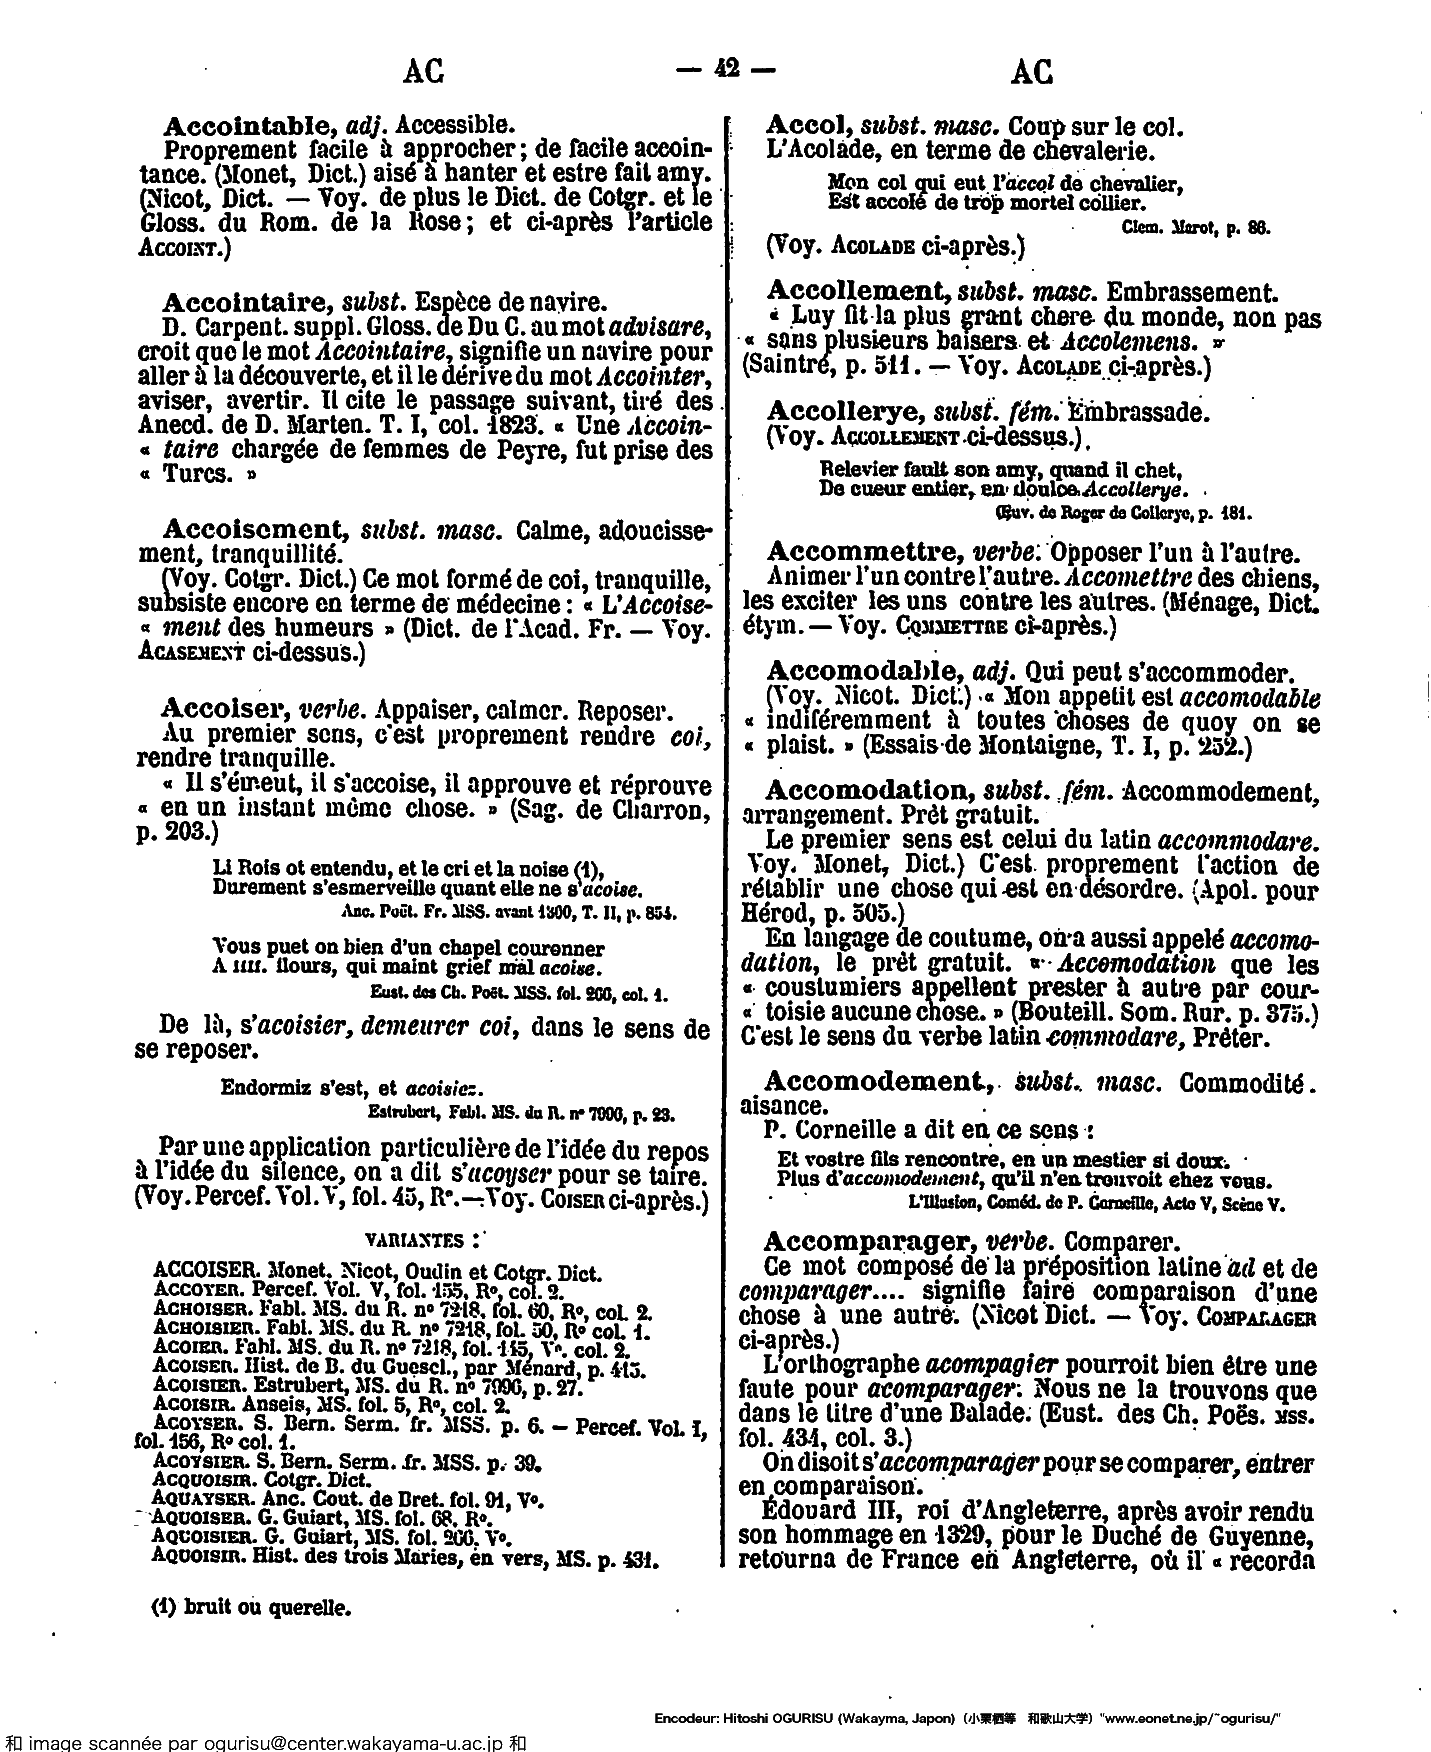 AC — 42 — AC
Accointable, adj. Accessible.
Proprement facile à approcher; de facile accoin-
tance. (Monet, Dict.) aisé à hanter et estre fait amy.
(Nicot, Dict. — Voy. de plus le Dict. de Cotgr. et le
Gloss. du Rom. de la Rose; et ci-après l'article
ACCOINT.)
Accointaire, subst. Espèce de navire.
D. Carpent. suppl. Gloss. de Du C. au mot advisare,
croit que le mot Accointaire, signifie un navire pour
aller à la découverte, et il le dérive du mot Accointer,
aviser, avertir. Il cite le passage suivant, tiré des
Anecd. de D. Marten. T. I, col. 1823. « Une Accoin-
« taire chargée de femmes de Peyre, fut prise des
« Turcs. »
Accoisement, subst. masc. Calme, adoucisse-
ment, tranquillité.
(Voy. Cotgr. Dict.) Ce mot formé de coi, tranquille,
subsiste encore en terme de médecine : « L'Accoise-
« ment des humeurs » (Dict. de l'Acad. Fr. — Voy.
ACASEMENT ci-dessus.)
Accoiser, verbe. Appaiser, calmer. Reposer.
Au premier sens, c'est proprement rendre coi,
rendre tranquille.
« Il s'émeut, il s'accoise, il approuve et réprouve
« en un instant même chose. » (Sag. de Charron,
p. 203.)
Li Rois ot entendu, et le cri et la noise (1),
Durement s'esmerveille quant elle ne s'acoise.
Anc. Poët. Fr. MSS. avant 1300, T. II, p. 854.
Vous puet on bien d'un chapel couronner
A IIII. flours, qui maint grief mal acoise.
Eust. des Ch. Poët. MSS. fol. 266, col. 1.
De là, s'acoisier, demeurer coi, dans le sens de
se reposer.
Endormiz s'est, et acoisiez.
Estrubert, Fabl. MS. du R. n° 7996, p. 23.
Par une application particulière de l'idée du repos
à l'idée du silence, on a dit s'acoyser pour se taire.
(Voy. Percef. Vol. V, fol. 45, R°. — Voy. COISER ci-après.)
VARIANTES :
ACCOISER. Monet. Nicot, Oudin et Cotgr. Dict.
ACCOYER. Percef. Vol. V, fol. 155, R°, col. 2.
ACHOISER. Fabl. MS. du R. n° 7218, fol. 60, R°, col. 2.
ACHOISIER. Fabl. MS. du R. n° 7218, fol. 50, R° col. 1.
ACOIER. Fabl. MS. du R. n° 7218, fol. 145, V°. col. 2.
ACOISER. Hist. de B. du Guescl., par Ménard, p. 415.
ACOISIER. Estrubert, MS. du R. n° 7996, p. 27.
ACOISIR. Anseis, MS. fol. 5, R°, col. 2.
ACOYSER. S. Bern. Serm. fr. MSS. p. 6. — Percef. Vol. I,
fol. 156, R° col. 1.
ACOYSIER. S. Bern. Serm. fr. MSS. p. 39.
ACQUOISIR. Cotgr. Dict.
AQUAYSER. Anc. Cout. de Bret. fol. 91, V°.
AQUOISER. G. Guiart, MS. fol. 68, R°.
AQUOISIER. G. Guiart, MS. fol. 266, V°.
AQUOISIR. Hist. des trois Maries, en vers, MS. p. 431.
(1) bruit ou querelle.
Accol, subst. masc. Coup sur le col.
L'Acolade, en terme de chevalerie.
Mon col qui eut l'accol de chevalier,
Est accolé de trop mortel collier.
Clem. Marot, p. 86.
(Voy. ACOLADE ci-après.)
Accollement, subst. masc. Embrassement.
« Luy fit la plus grant chere du monde, non pas
« sans plusieurs baisers et Accolemens. »
(Saintré, p. 511. — Voy. ACOLADE ci-après.)
Accollerye, subst. fém. Embrassade.
(Voy. ACCOLLEMENT ci-dessus.)
Relevier fault son amy, quand il chet,
De cueur entier, en doulce Accollerye.
Œuv. de Roger de Collerye, p. 181.
Accommettre, verbe. Opposer l'un à l'autre.
Animer l'un contre l'autre. Accomettre des chiens,
les exciter les uns contre les autres. (Ménage, Dict.
étym. — Voy. COMMETTRE ci-après.)
Accomodable, adj. Qui peut s'accommoder.
(Voy. Nicot. Dict.) « Mon appetit est accomodable
« indiféremment à toutes choses de quoy on se
« plaist. » (Essais de Montaigne, T. I, p. 252.)
Accomodation, subst. fém. Accommodement,
arrangement. Prêt gratuit.
Le premier sens est celui du latin accommodare.
Voy. Monet, Dict.) C'est proprement l'action de
rétablir une chose qui est en désordre. (Apol. pour
Hérod, p. 505.)
En langage de coutume, on a aussi appelé accomo-
dation, le prêt gratuit. « Accomodation que les
« coustumiers appellent prester à autre par cour-
« toisie aucune chose. » (Bouteill. Som. Rur. p. 375.)
C'est le sens du verbe latin commodare, Prêter.
Accomodement, subst. masc. Commodité.
aisance.
P. Corneille a dit en ce sens :
Et vostre fils rencontre, en un mestier si doux.
Plus d'accomodement, qu'il n'en trouvoit chez vous.
L'Illusion, Coméd. de P. Corneille, Acte V, Scène V.
Accomparager, verbe. Comparer.
Ce mot composé de la préposition latine ad et de
comparager.... signifie faire comparaison d'une
chose à une autre. (Nicot Dict. — Voy. COMPARAGER
ci-après.)
L'orthographe acompagier pourroit bien être une
faute pour acomparager. Nous ne la trouvons que
dans le titre d'une Balade. (Eust. des Ch. Poës. MSS.
fol. 434, col. 3.)
On disoit s'accomparager pour se comparer, entrer
en comparaison.
Édouard III, roi d'Angleterre, après avoir rendu
son hommage en 1329, pour le Duché de Guyenne,
retourna de France en Angleterre, où il « recorda
Encodeur: Hitoshi OGURISU (Wakayma, Japon)（小栗栖等 和歌山大学）"www.eonet.ne.jp/~ogurisu/"
和 image scannée par ogurisu@center.wakayama-u.ac.jp 和